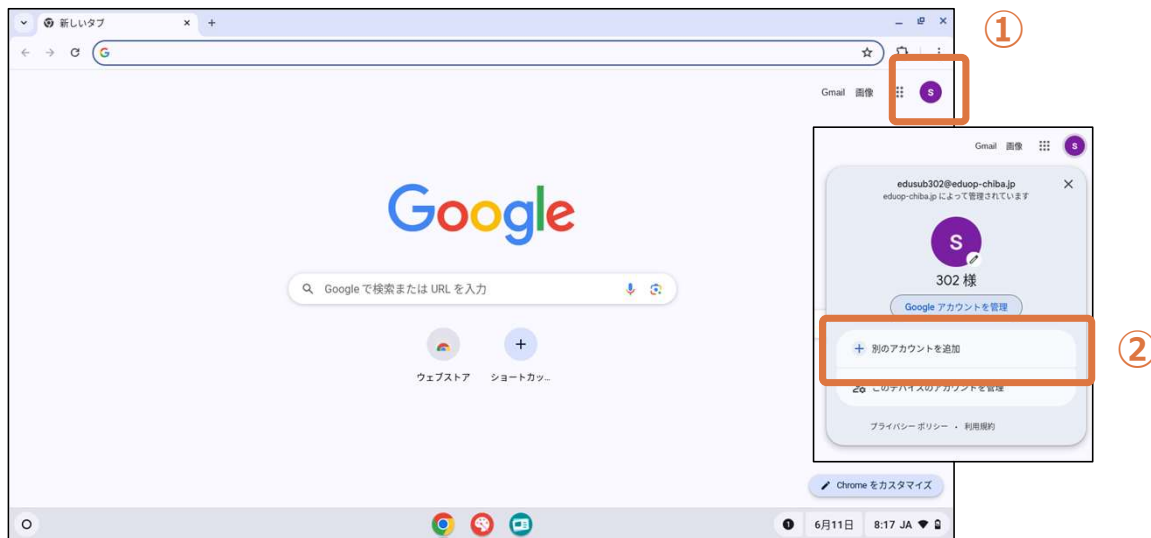 新しいタブ
①
G
Gmail 画像 S
Google
Google で検索または URL を入力
ウェブストア ショートカッ...
Gmail 画像 S
edusub302@eduop-chiba.jp
eduop-chiba.jp によって管理されています
S
302 様
Google アカウントを管理
別のアカウントを追加
②
このデバイスのアカウントを管理
プライバシー ポリシー ・ 利用規約
Chrome をカスタマイズ
1 6月11日 8:17 JA